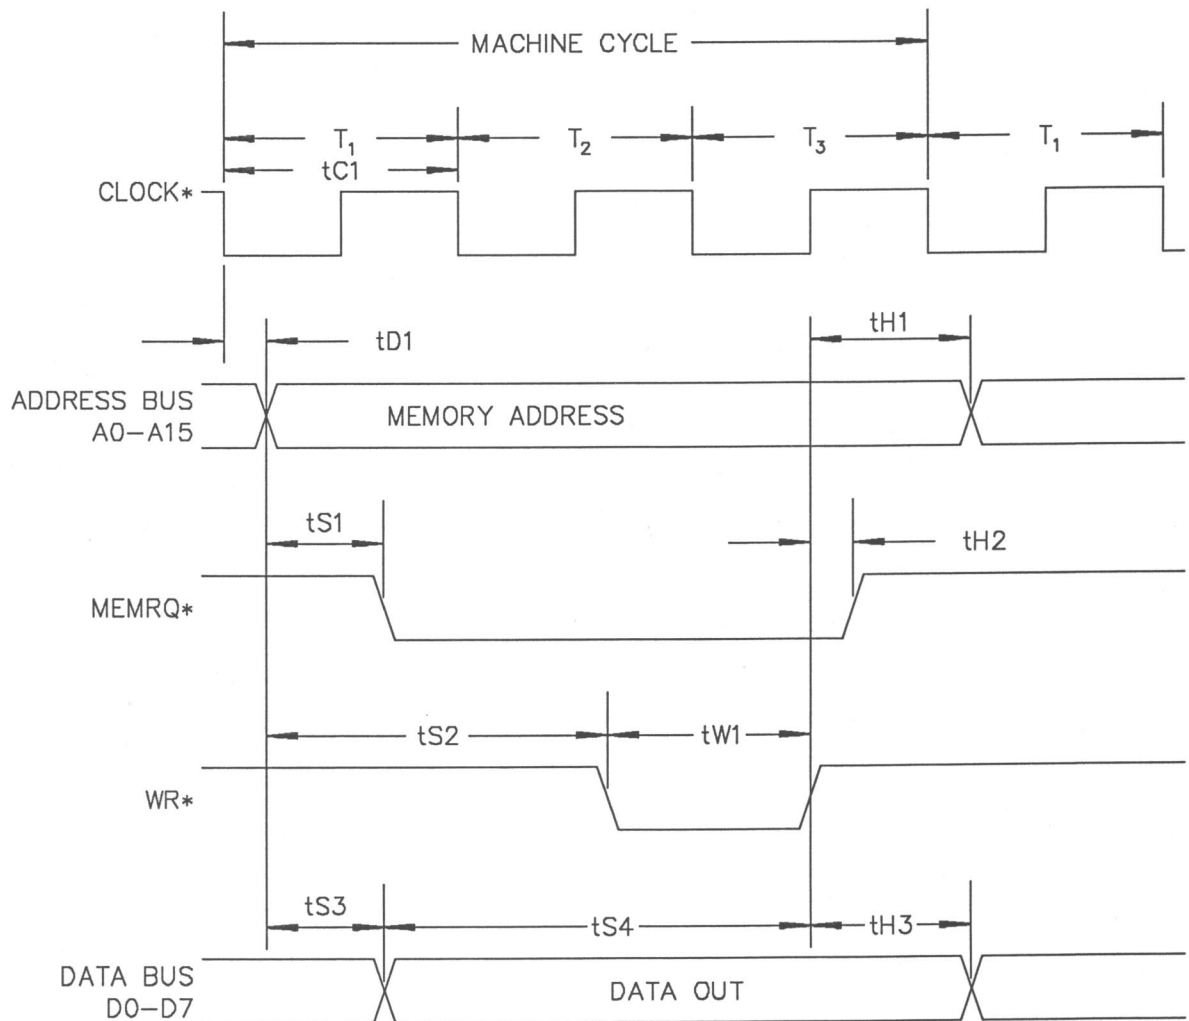 MACHINE CYCLE
T1 T2 T3 T1
tC1
CLOCK*
tD1 tH1
ADDRESS BUS
A0-A15
MEMORY ADDRESS
tS1 tH2
MEMRQ*
tS2 tW1
WR*
tS3 tS4 tH3
DATA BUS
D0-D7
DATA OUT